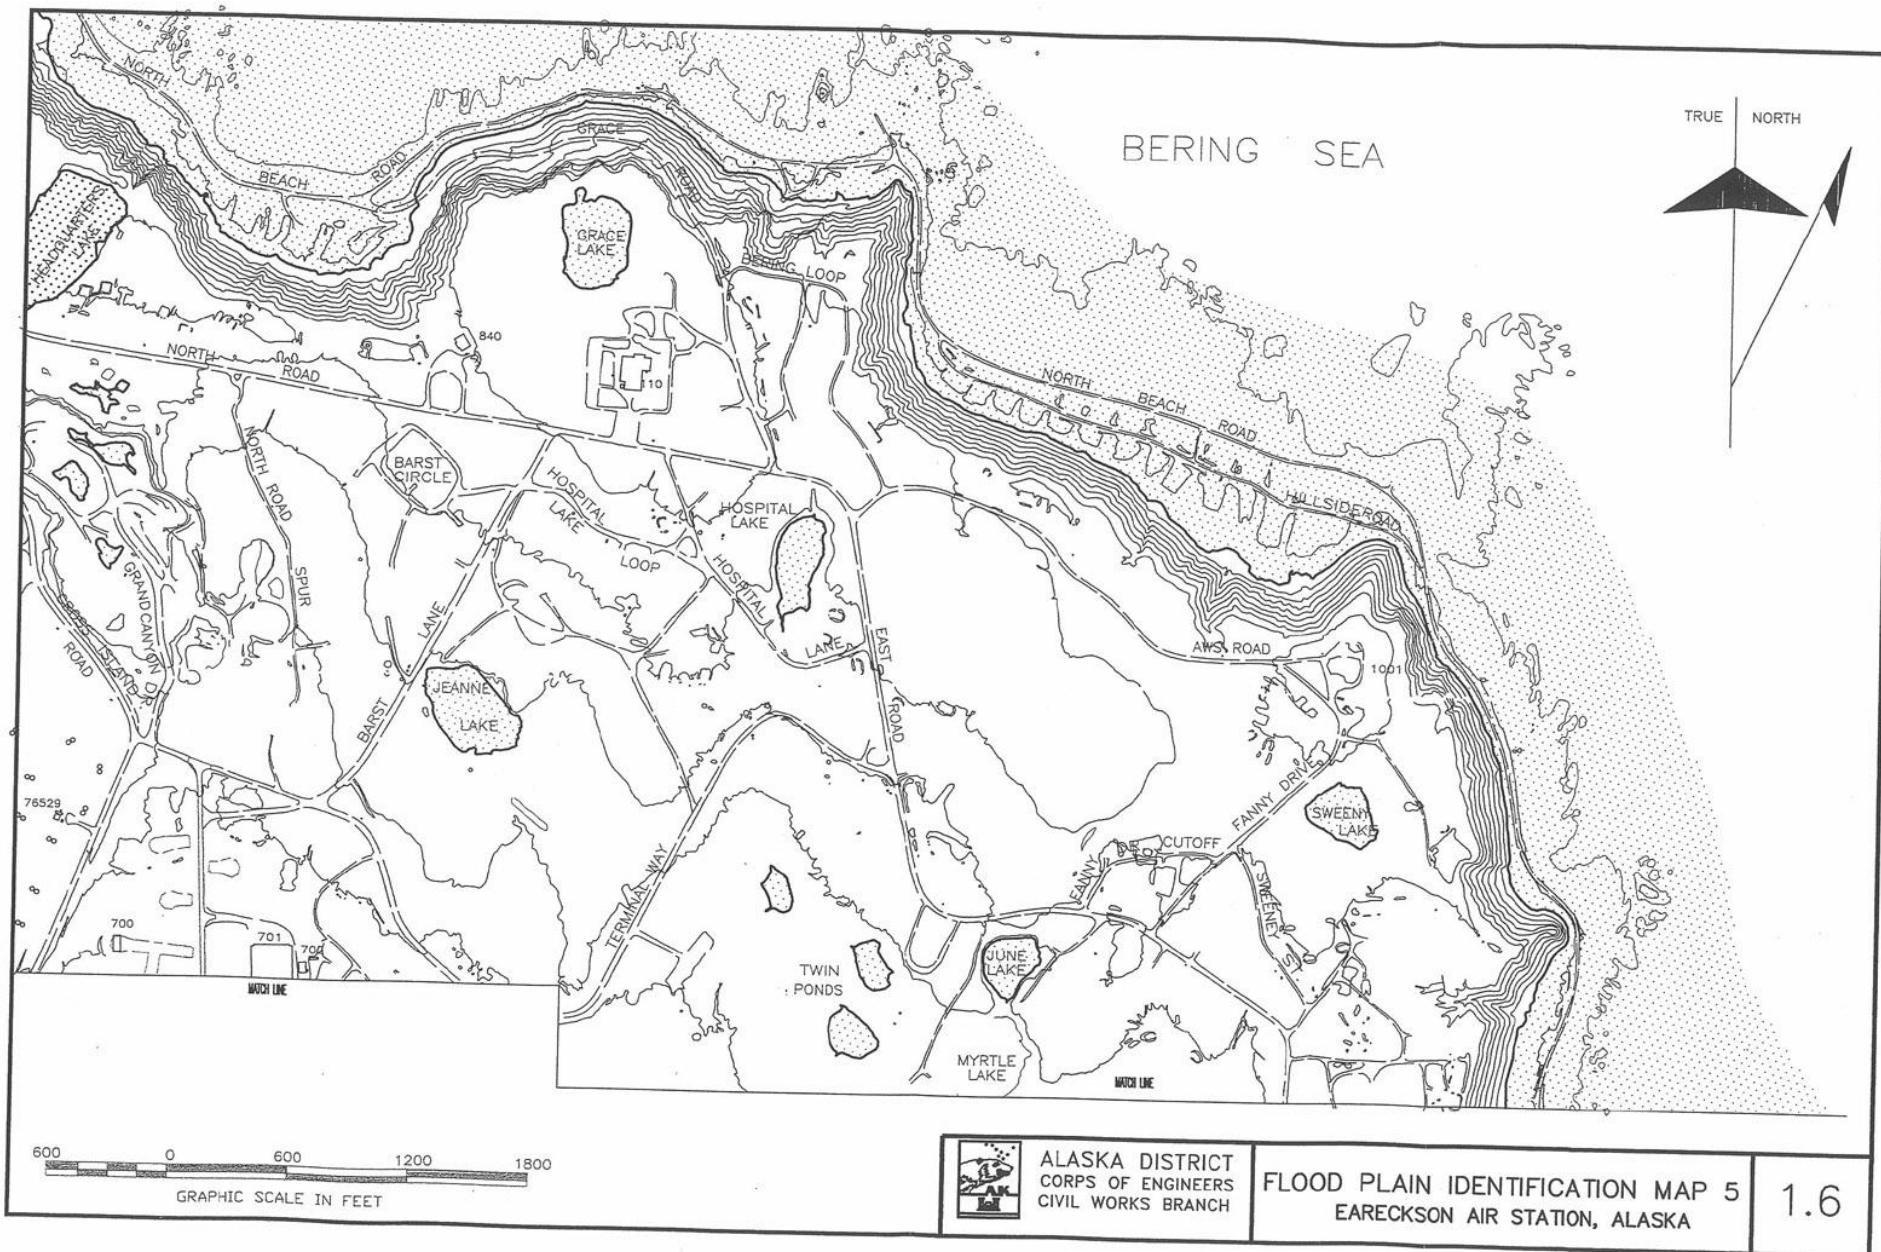 NORTH
BEACH
ROAD
GRACE
ROAD
BERING SEA
TRUE NORTH
HEADQUARTERS
LAKE
GRACE
LAKE
BERING LOOP
840
110
NORTH
ROAD
NORTH
BEACH
ROAD
HILLSIDEROAD
BARST
CIRCLE
HOSPITAL
LAKE
LOOP
HOSPITAL
LAKE
HOSPITAL
LANE
NORTH ROAD
SPUR
GRAND CANYON DR
CROSS
ISLAND
ROAD
BARST
LANE
JEANNE
LAKE
EAST
ROAD
AWS ROAD
1001
FANNY DRIVE
SWEENY
LAKE
FANNY
DR
CUTOFF
SWEENEY ST
76529
700
701
TERMINAL WAY
TWIN
PONDS
JUNE
LAKE
MYRTLE
LAKE
MATCH LINE
MATCH LINE
600 0 600 1200 1800
GRAPHIC SCALE IN FEET
AK
ALASKA DISTRICT
CORPS OF ENGINEERS
CIVIL WORKS BRANCH
FLOOD PLAIN IDENTIFICATION MAP 5
EARECKSON AIR STATION, ALASKA
1.6